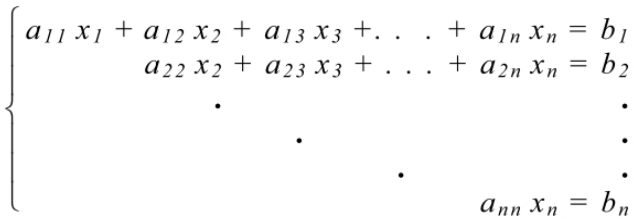 a₁₁ x₁ + a₁₂ x₂ + a₁₃ x₃ +. . . + a₁ₙ xₙ = b₁
a₂₂ x₂ + a₂₃ x₃ + . . . + a₂ₙ xₙ = b₂
. .
. .
. .
aₙₙ xₙ = bₙ